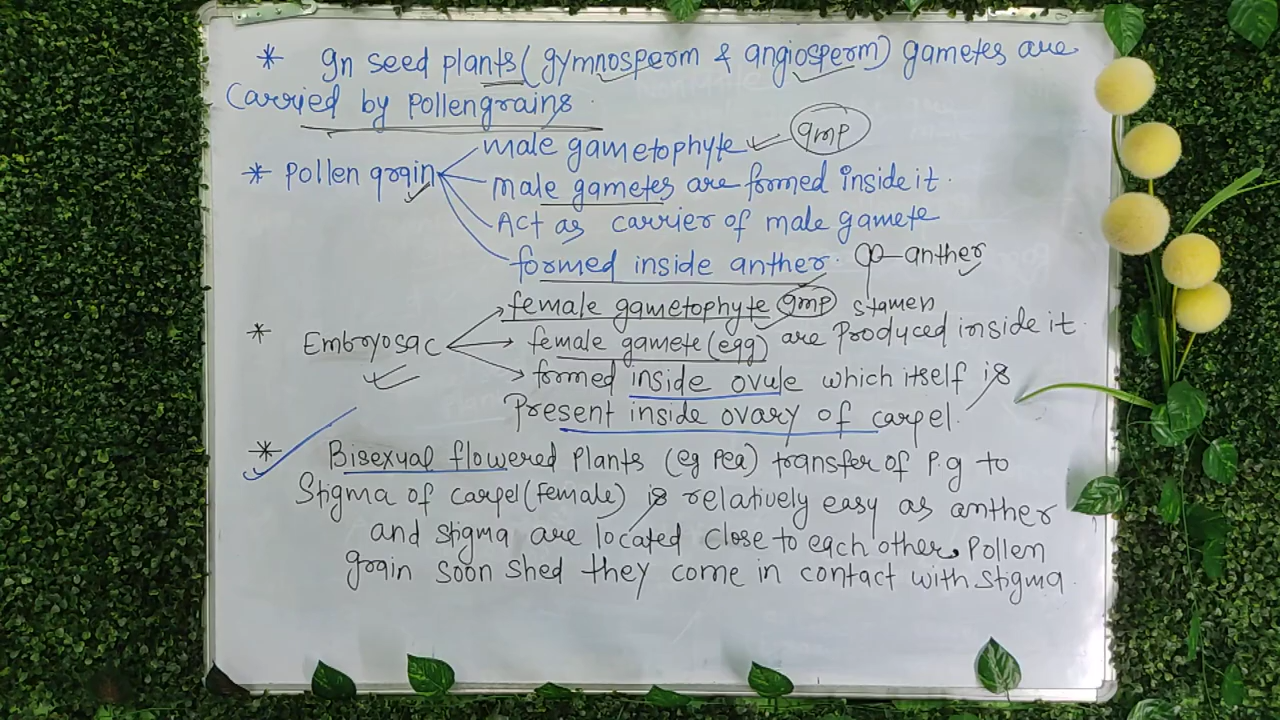 * In seed plants (gymnosperm & angiosperm) gametes are
Carried by Pollengrains.
* Pollen grain
male gametophyte ✓ gmp
male gametes are formed inside it.
Act as carrier of male gamete
formed inside anther. anther
stamen
* Embryosac
female gametophyte gmp
female gamete (egg) are Produced inside it.
formed inside ovule which itself is
Present inside ovary of carpel.
* Bisexual flowered Plants (eg Pea) transfer of P.g to
Stigma of carpel (Female) is relatively easy as anther
and stigma are located close to each other. Pollen
grain soon shed they come in contact with stigma.